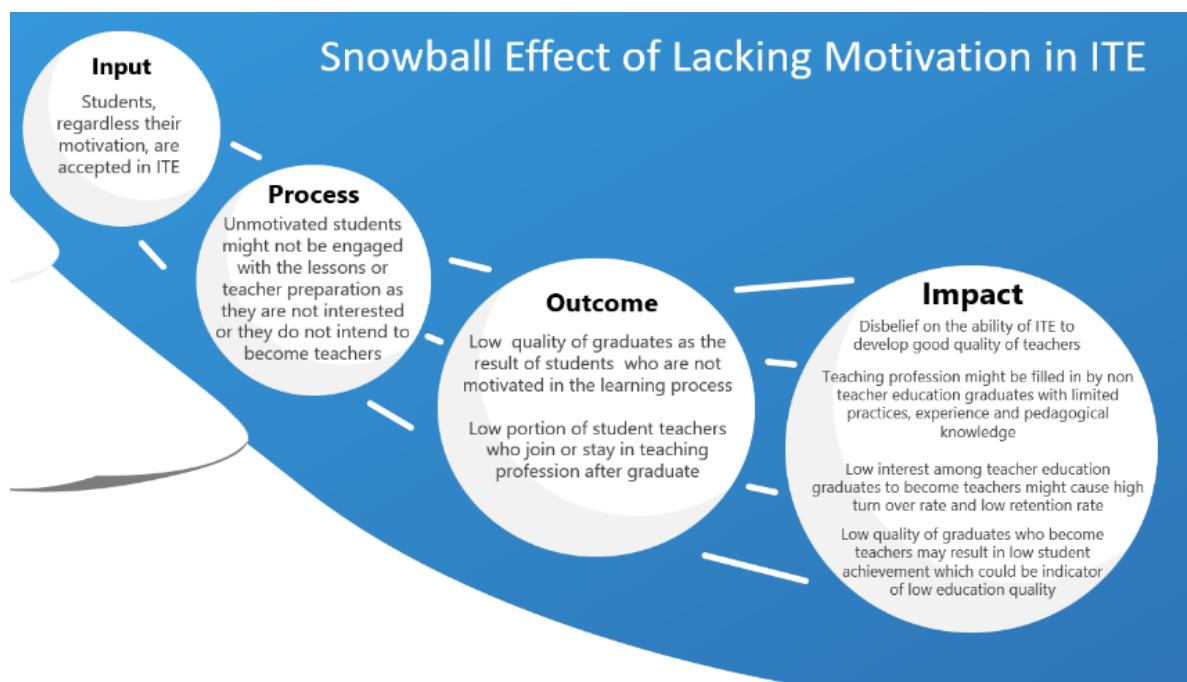 Snowball Effect of Lacking Motivation in ITE
Input
Students,
regardless their
motivation, are
accepted in ITE
Process
Unmotivated students
might not be engaged
with the lessons or
teacher preparation as
they are not interested
or they do not intend to
become teachers
Outcome
Low quality of graduates as the
result of students who are not
motivated in the learning process
Low portion of student teachers
who join or stay in teaching
profession after graduate
Impact
Disbelief on the ability of ITE to
develop good quality of teachers
Teaching profession might be filled in by non
teacher education graduates with limited
practices, experience and pedagogical
knowledge
Low interest among teacher education
graduates to become teachers might cause high
turn over rate and low retention rate
Low quality of graduates who become
teachers may result in low student
achievement which could be indicator
of low education quality